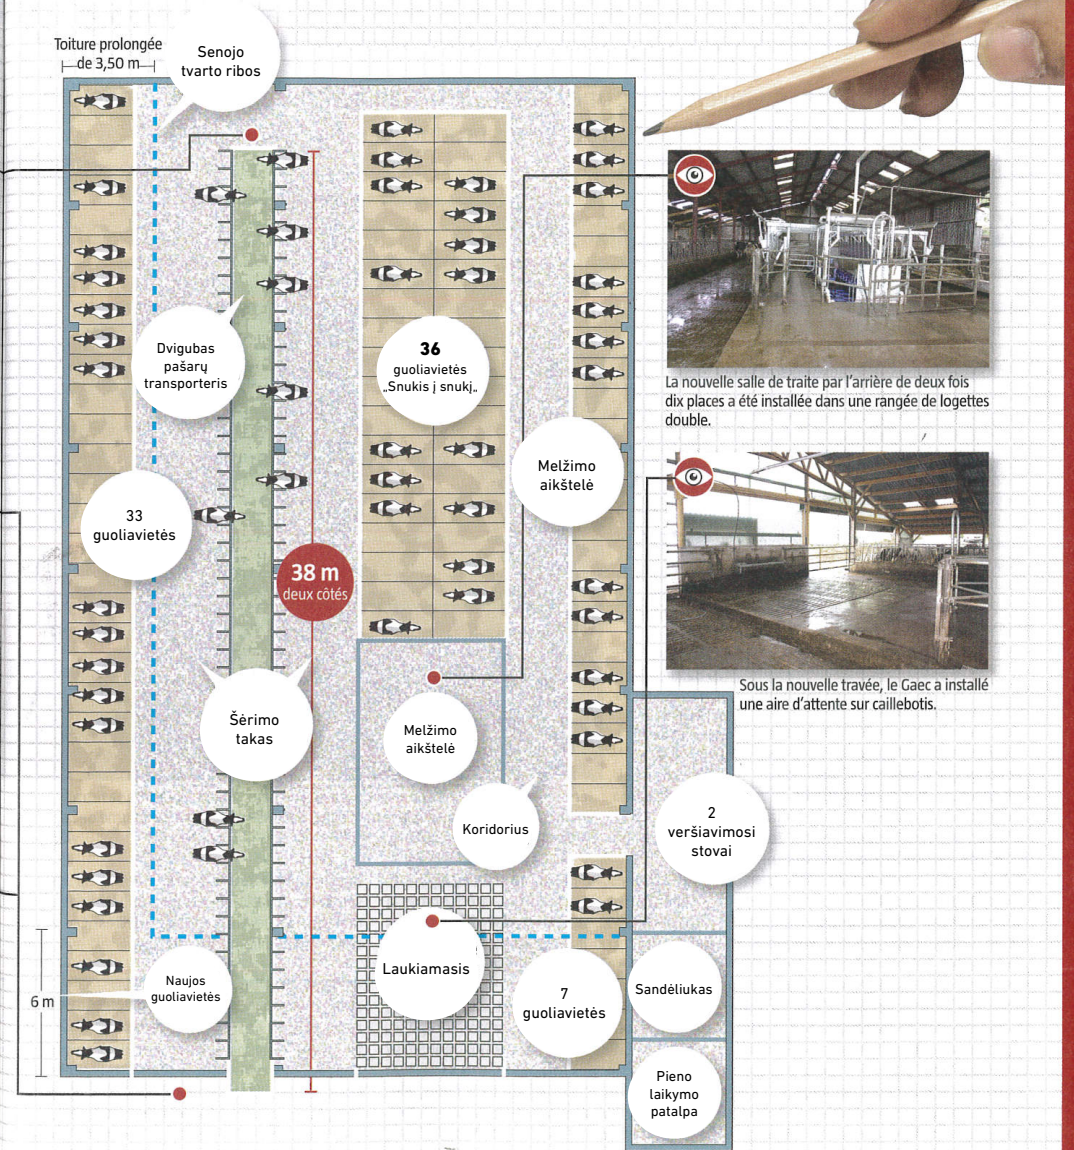 Toiture prolongée
de 3,50 m
Senojo
tvarto ribos
Dvigubas
pašarų
transporteris
36
guoliavietės
„Snukis į snukį„
Melžimo
aikštelė
33
guoliavietės
38 m
deux côtés
Šėrimo
takas
Melžimo
aikštelė
Koridorius
2
veršiavimosi
stovai
Laukiamasis
Naujos
guoliavietės
6 m
7
guoliavietės
Sandėliukas
Pieno
laikymo
patalpa
La nouvelle salle de traite par l'arrière de deux fois
dix places a été installée dans une rangée de logettes
double.
Sous la nouvelle travée, le Gaec a installé
une aire d'attente sur caillebotis.